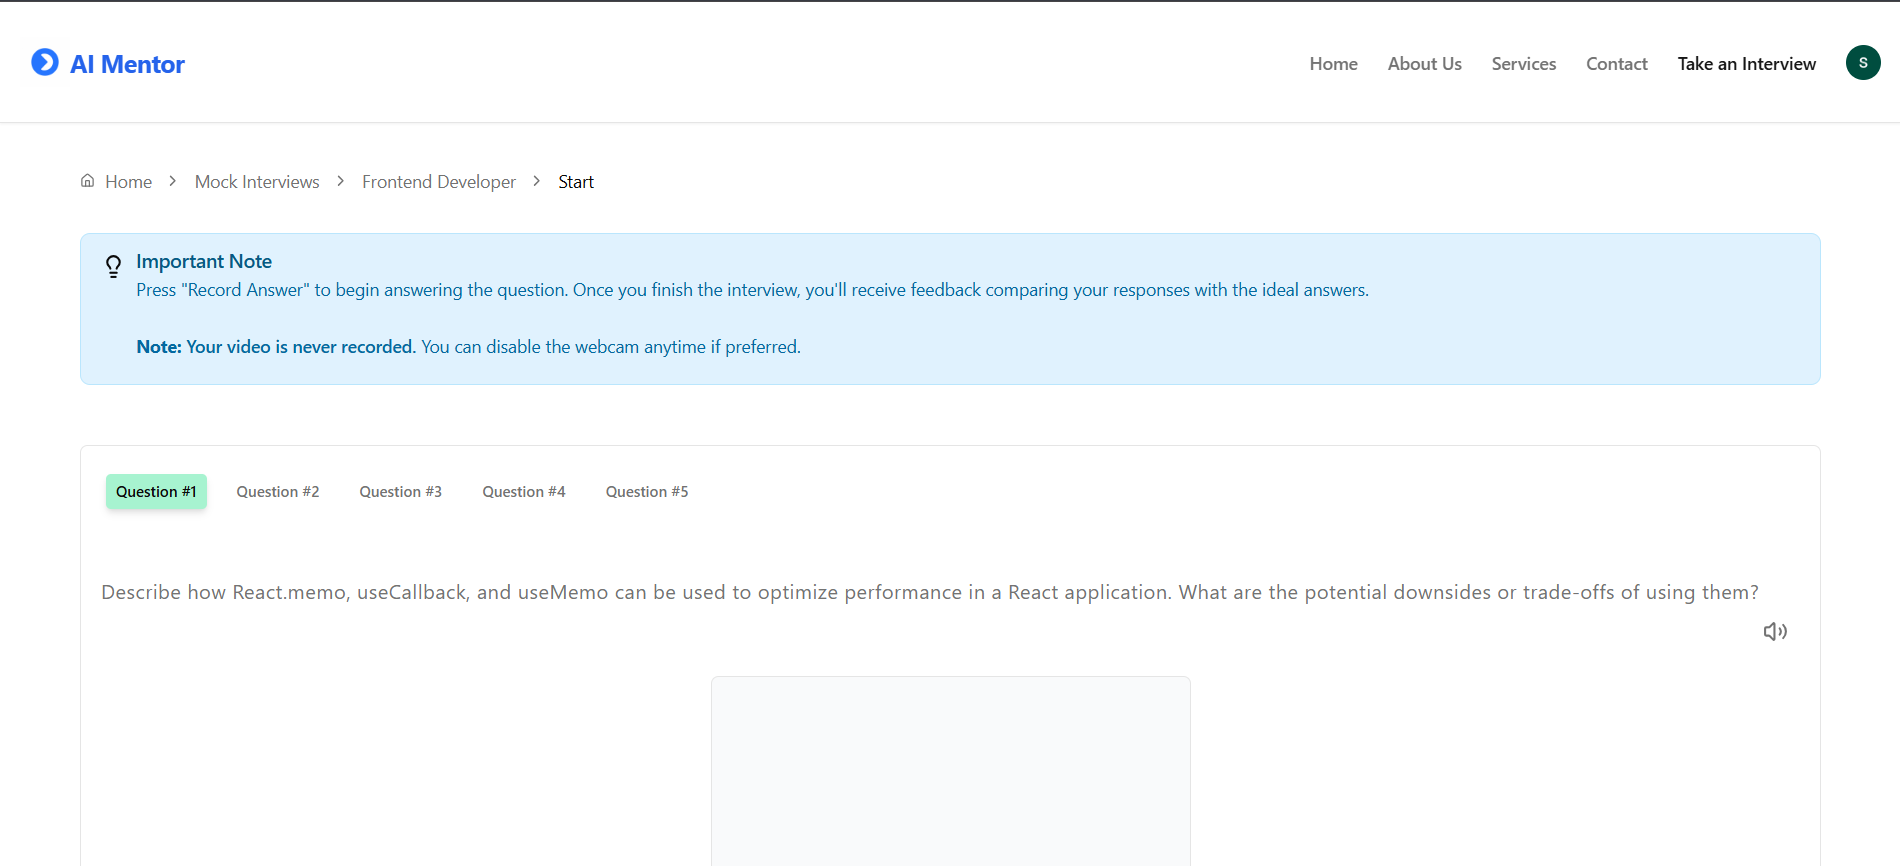 AI Mentor
Home About Us Services Contact Take an Interview S
Home > Mock Interviews > Frontend Developer > Start
Important Note
Press "Record Answer" to begin answering the question. Once you finish the interview, you'll receive feedback comparing your responses with the ideal answers.
Note: Your video is never recorded. You can disable the webcam anytime if preferred.
Question #1 Question #2 Question #3 Question #4 Question #5
Describe how React.memo, useCallback, and useMemo can be used to optimize performance in a React application. What are the potential downsides or trade-offs of using them?